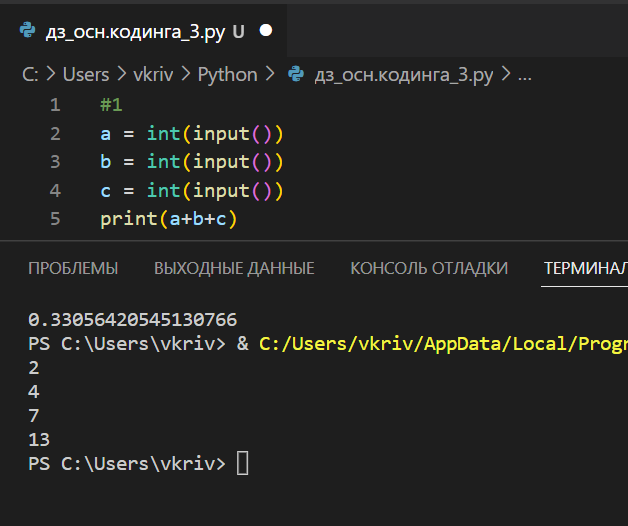 дз_осн.кодинга_3.py U
C: > Users > vkriv > Python > дз_осн.кодинга_3.py > ...
1 #1
2 a = int(input())
3 b = int(input())
4 c = int(input())
5 print(a+b+c)
ПРОБЛЕМЫ ВЫХОДНЫЕ ДАННЫЕ КОНСОЛЬ ОТЛАДКИ ТЕРМИНАЛ
0.33056420545130766
PS C:\Users\vkriv> & C:/Users/vkriv/AppData/Local/Progr
2
4
7
13
PS C:\Users\vkriv>